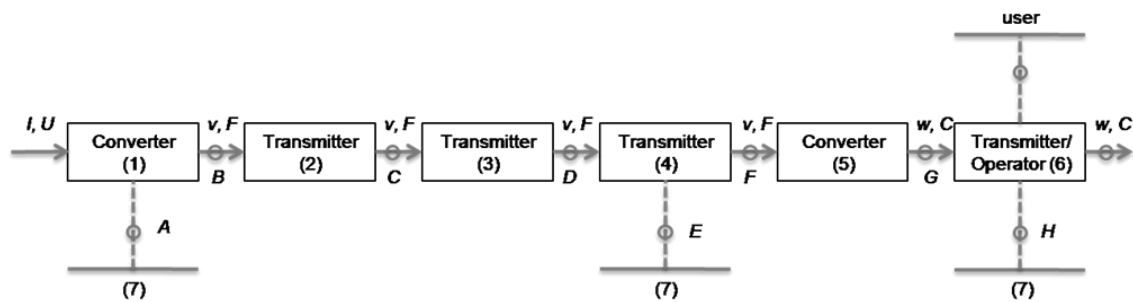 user
I, U
Converter
(1)
v, F
B
Transmitter
(2)
v, F
C
Transmitter
(3)
v, F
D
Transmitter
(4)
v, F
F
Converter
(5)
w, C
G
Transmitter/
Operator (6)
w, C
A
E
H
(7)
(7)
(7)